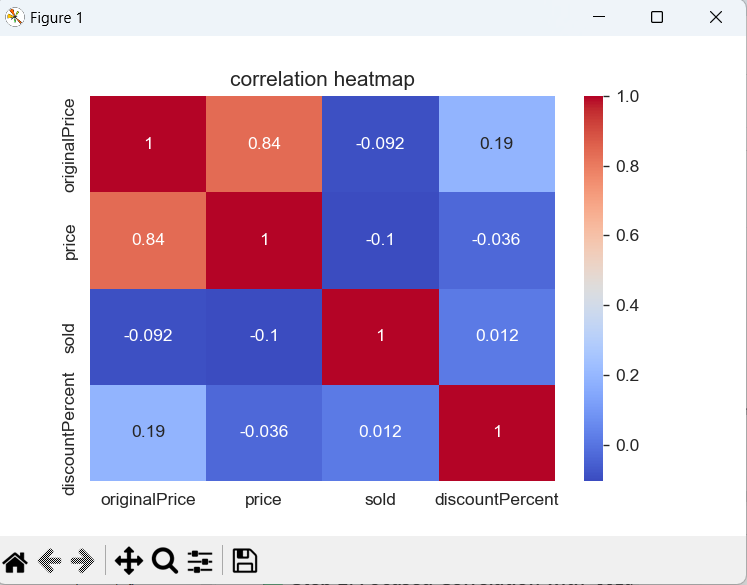 Figure 1
correlation heatmap
originalPrice
1
0.84
-0.092
0.19
price
0.84
1
-0.1
-0.036
sold
-0.092
-0.1
1
0.012
discountPercent
0.19
-0.036
0.012
1
originalPrice
price
sold
discountPercent
1.0
0.8
0.6
0.4
0.2
0.0